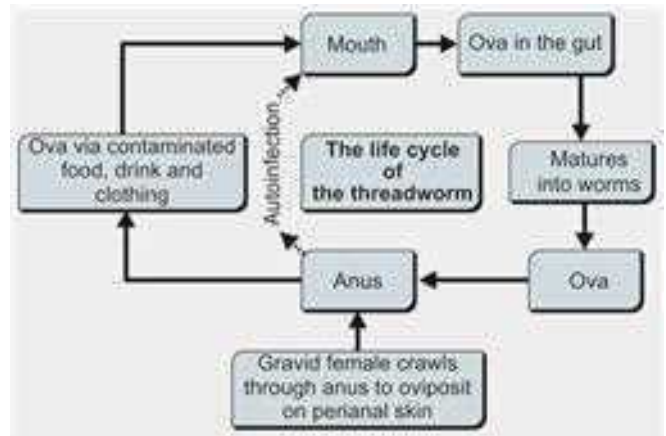 Mouth
Ova in the gut
Ova via contaminated
food, drink and
clothing
Autoinfection
The life cycle
of
the threadworm
Matures
into worms
Anus
Ova
Gravid female crawls
through anus to oviposit
on perianal skin